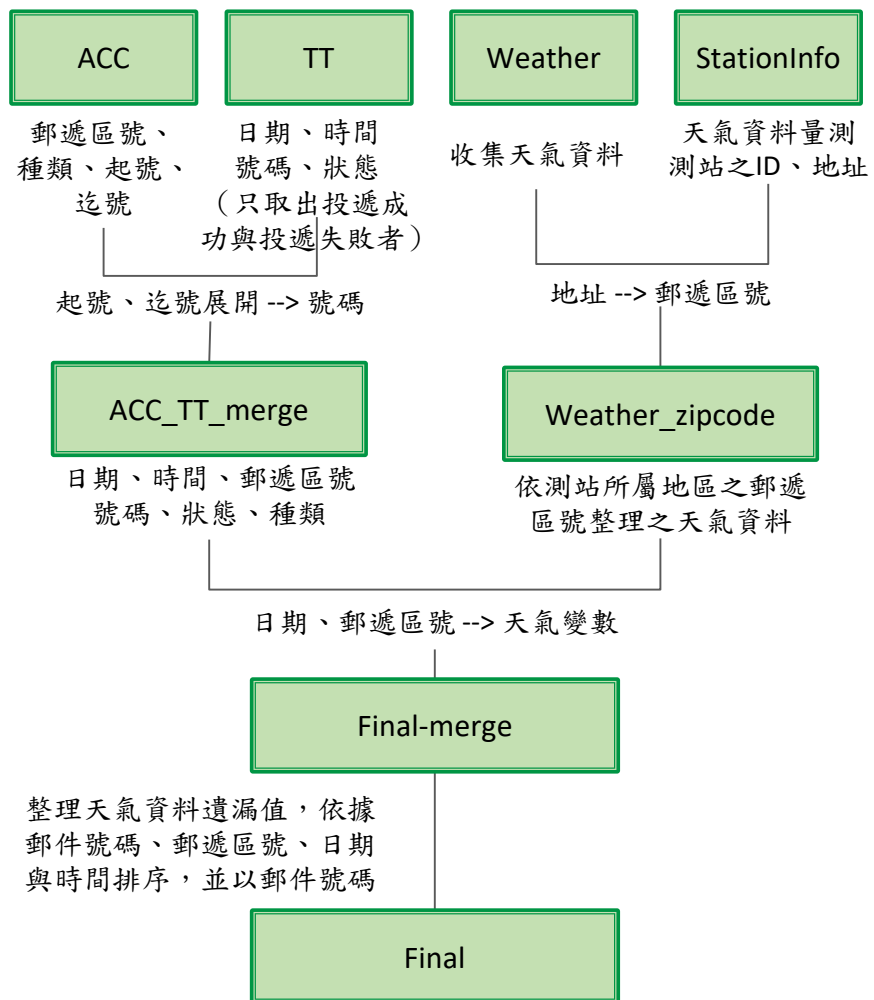 ACC
TT
Weather
StationInfo
郵遞區號、
種類、起號、
迄號
日期、時間
號碼、狀態
（只取出投遞成
功與投遞失敗者）
收集天氣資料
天氣資料量測
測站之ID、地址
起號、迄號展開 --> 號碼
地址 --> 郵遞區號
ACC_TT_merge
Weather_zipcode
日期、時間、郵遞區號
號碼、狀態、種類
依測站所屬地區之郵遞
區號整理之天氣資料
日期、郵遞區號 --> 天氣變數
Final-merge
整理天氣資料遺漏值，依據
郵件號碼、郵遞區號、日期
與時間排序，並以郵件號碼
Final